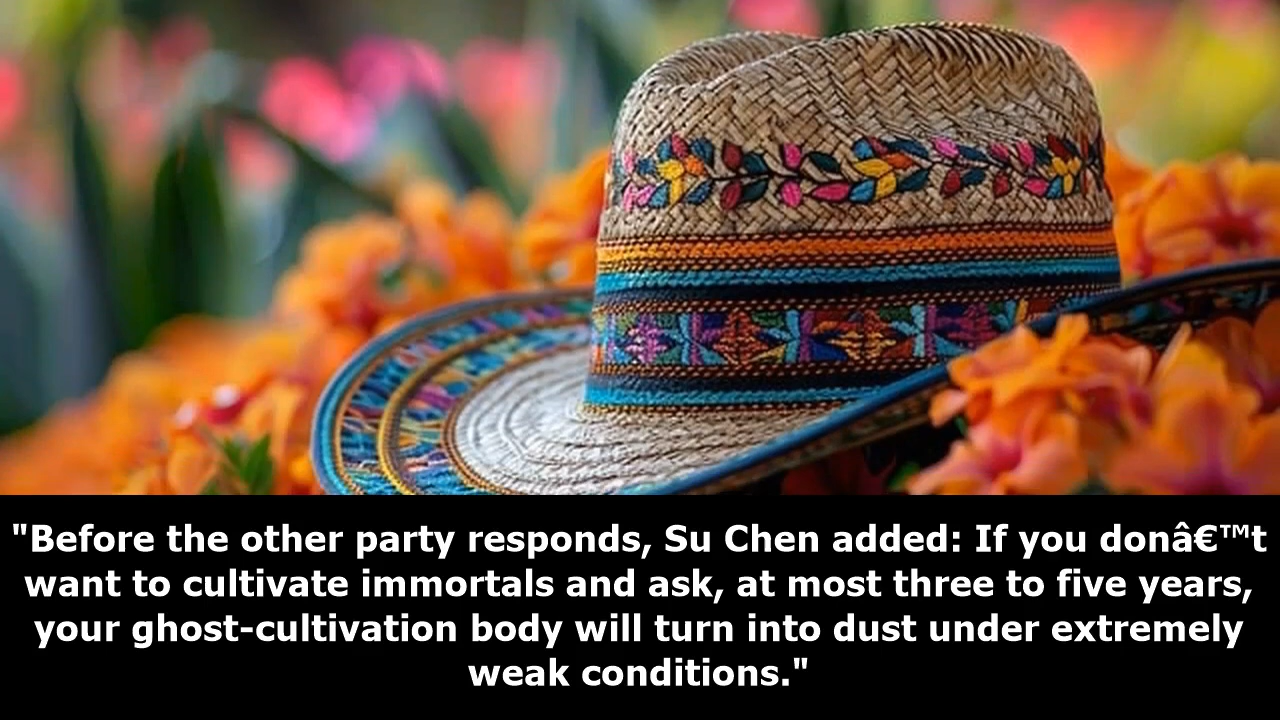 "Before the other party responds, Su Chen added: If you donâ€™t
want to cultivate immortals and ask, at most three to five years,
your ghost-cultivation body will turn into dust under extremely
weak conditions."